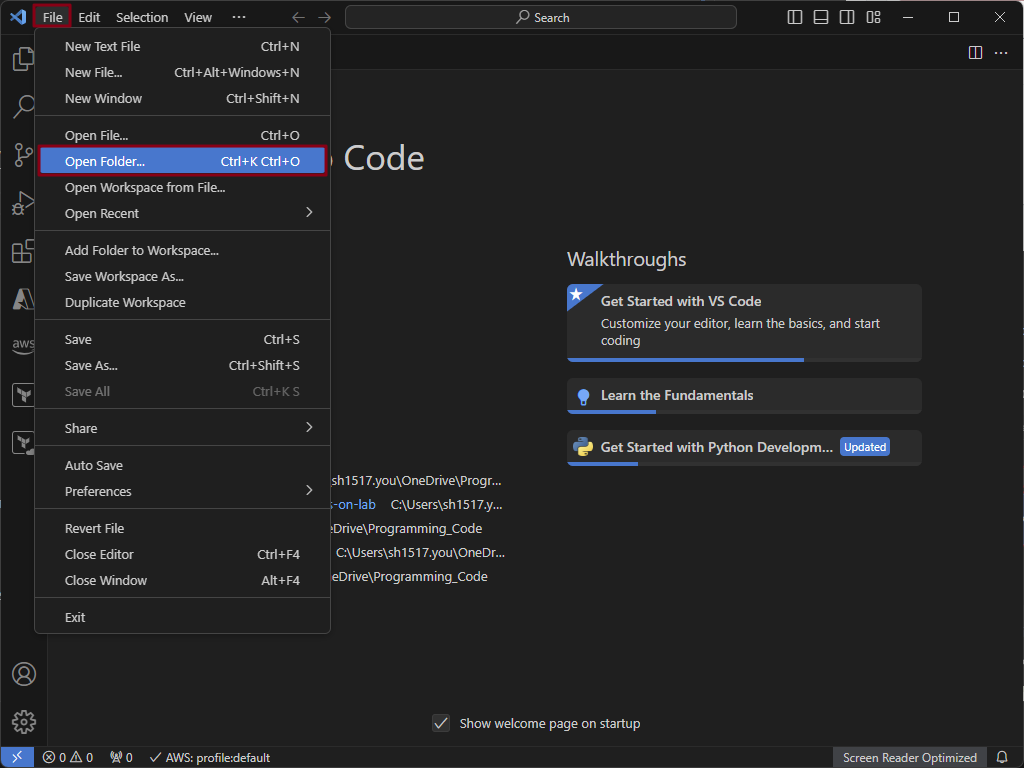 File Edit Selection View ··· Search
New Text File Ctrl+N
New File... Ctrl+Alt+Windows+N
New Window Ctrl+Shift+N
Open File... Ctrl+O
Open Folder... Ctrl+K Ctrl+O
Open Workspace from File...
Open Recent
Add Folder to Workspace...
Save Workspace As...
Duplicate Workspace
Save Ctrl+S
Save As... Ctrl+Shift+S
Save All Ctrl+K S
Share
Auto Save
Preferences
Revert File
Close Editor Ctrl+F4
Close Window Alt+F4
Exit
aws
Code
sh1517.you\OneDrive\Progr...
-on-lab C:\Users\sh1517.y...
eDrive\Programming_Code
C:\Users\sh1517.you\OneDr...
eDrive\Programming_Code
Walkthroughs
Get Started with VS Code
Customize your editor, learn the basics, and start
coding
Learn the Fundamentals
Get Started with Python Developm... Updated
Show welcome page on startup
0 0 0 AWS: profile:default Screen Reader Optimized